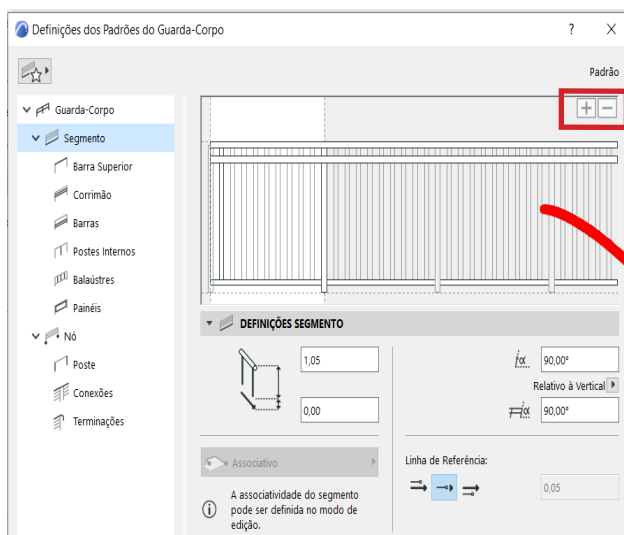 Definições dos Padrões do Guarda-Corpo
?
X
Padrão
Guarda-Corpo
Segmento
Barra Superior
Corrimão
Barras
Postes Internos
Balaústres
Painéis
Nó
Poste
Conexões
Terminações
DEFINIÇÕES SEGMENTO
1,05
0,00
α 90,00°
Relativo à Vertical
α 90,00°
Associativo
A associatividade do segmento
pode ser definida no modo de
edição.
Linha de Referência:
0,05